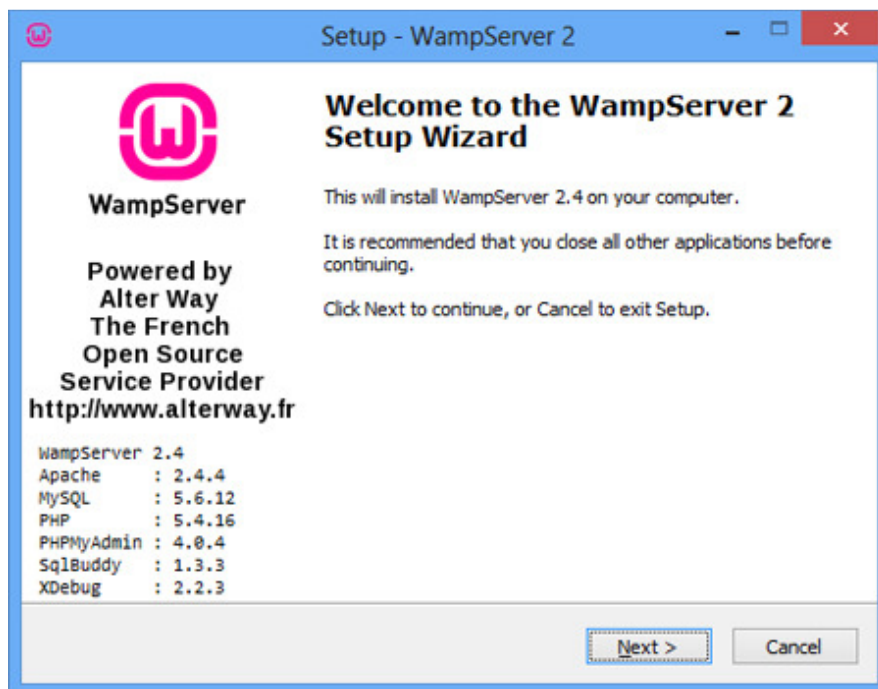 Setup - WampServer 2
WampServer
Powered by
Alter Way
The French
Open Source
Service Provider
http://www.alterway.fr
WampServer 2.4
Apache : 2.4.4
MySQL : 5.6.12
PHP : 5.4.16
PHPMyAdmin : 4.0.4
SqlBuddy : 1.3.3
XDebug : 2.2.3
Welcome to the WampServer 2
Setup Wizard
This will install WampServer 2.4 on your computer.
It is recommended that you close all other applications before
continuing.
Click Next to continue, or Cancel to exit Setup.
Next >
Cancel